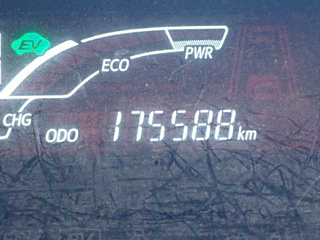 EV
ECO
PWR
CHG
ODO 175588 km